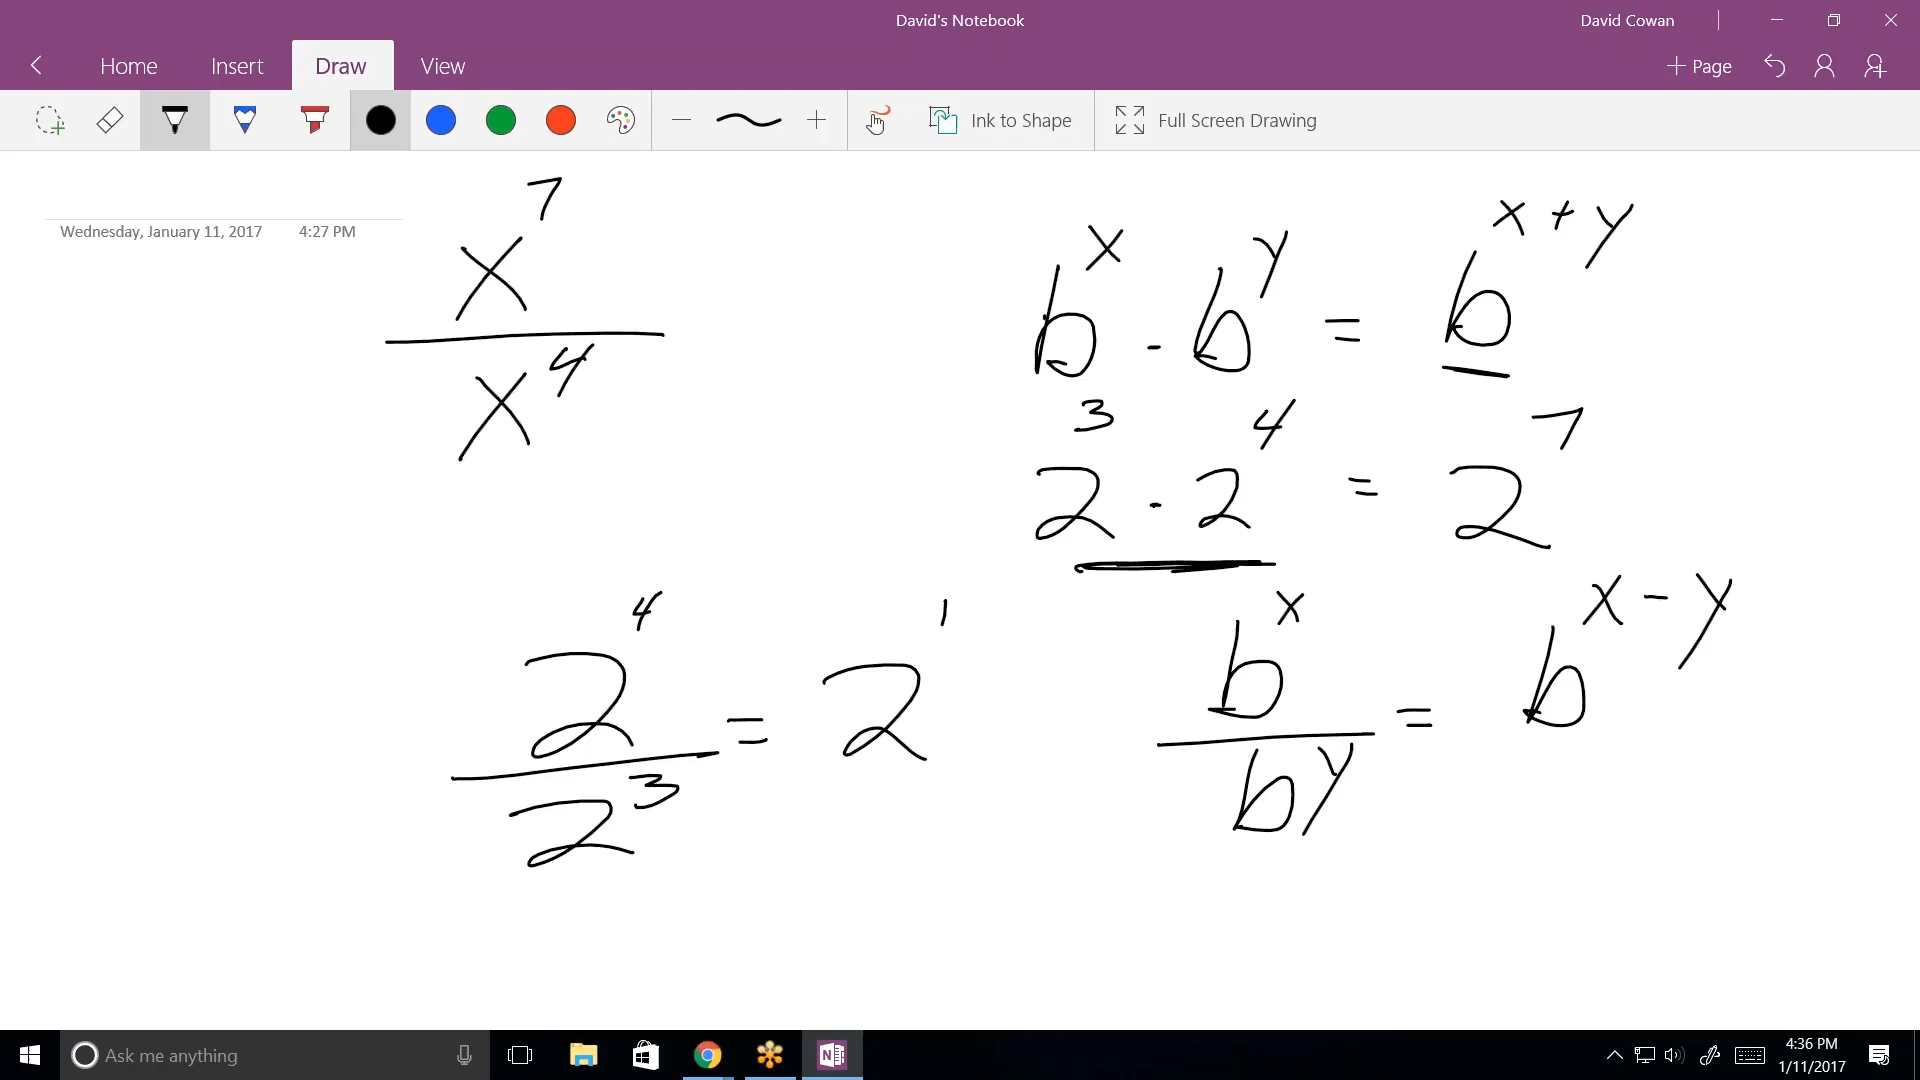 David's Notebook
David Cowan
Home Insert Draw View
Page
Ink to Shape
Full Screen Drawing
Wednesday, January 11, 2017 4:27 PM
x^7
x^4
b^x · b^y = b^(x + y)
2^3 · 2^4 = 2^7
2^4 / 2^3 = 2^1
b^x / b^y = b^(x - y)
Ask me anything
N
4:36 PM
1/11/2017